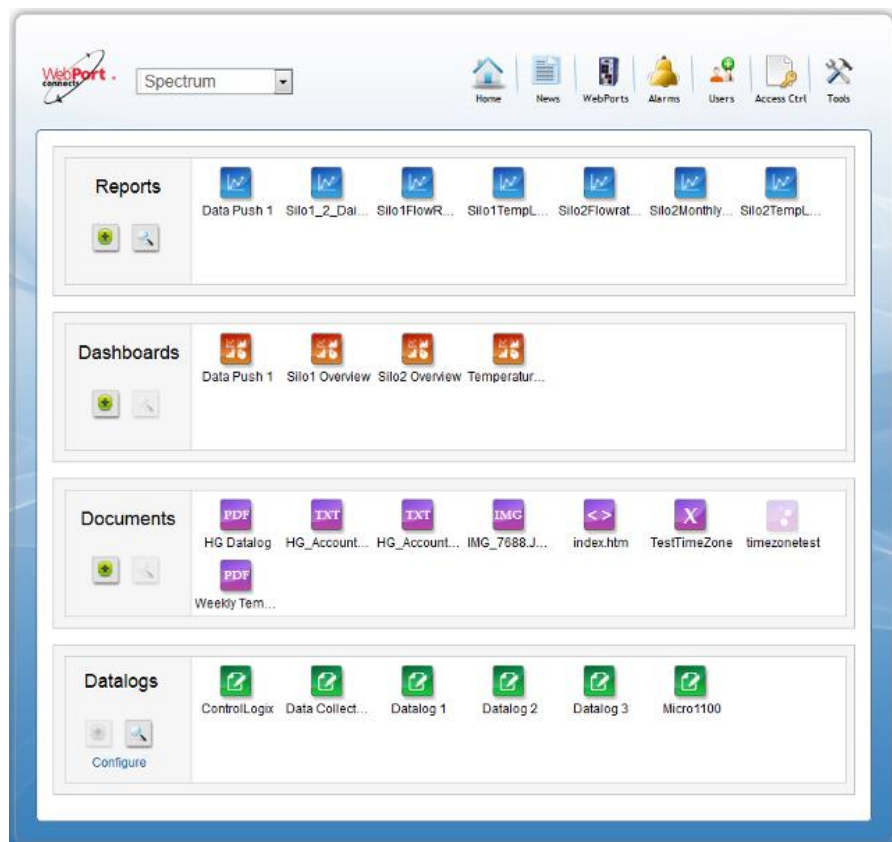 WebPort.
connects
Spectrum
Home News WebPorts Alarms Users Access Ctrl Tools
Reports
Data Push 1 Silo1_2_Dai... Silo1FlowR... Silo1TempL... Silo2Flowrat... Silo2Monthly... Silo2TempL...
Dashboards
Data Push 1 Silo1 Overview Silo2 Overview Temperatur...
Documents
PDF TXT TXT IMG <> X
HG Datalog HG_Account... HG_Account... IMG_7688.J... index.htm TestTimeZone timezonetest
PDF
Weekly Tem...
Datalogs
ControlLogix Data Collect... Datalog 1 Datalog 2 Datalog 3 Micro1100
Configure